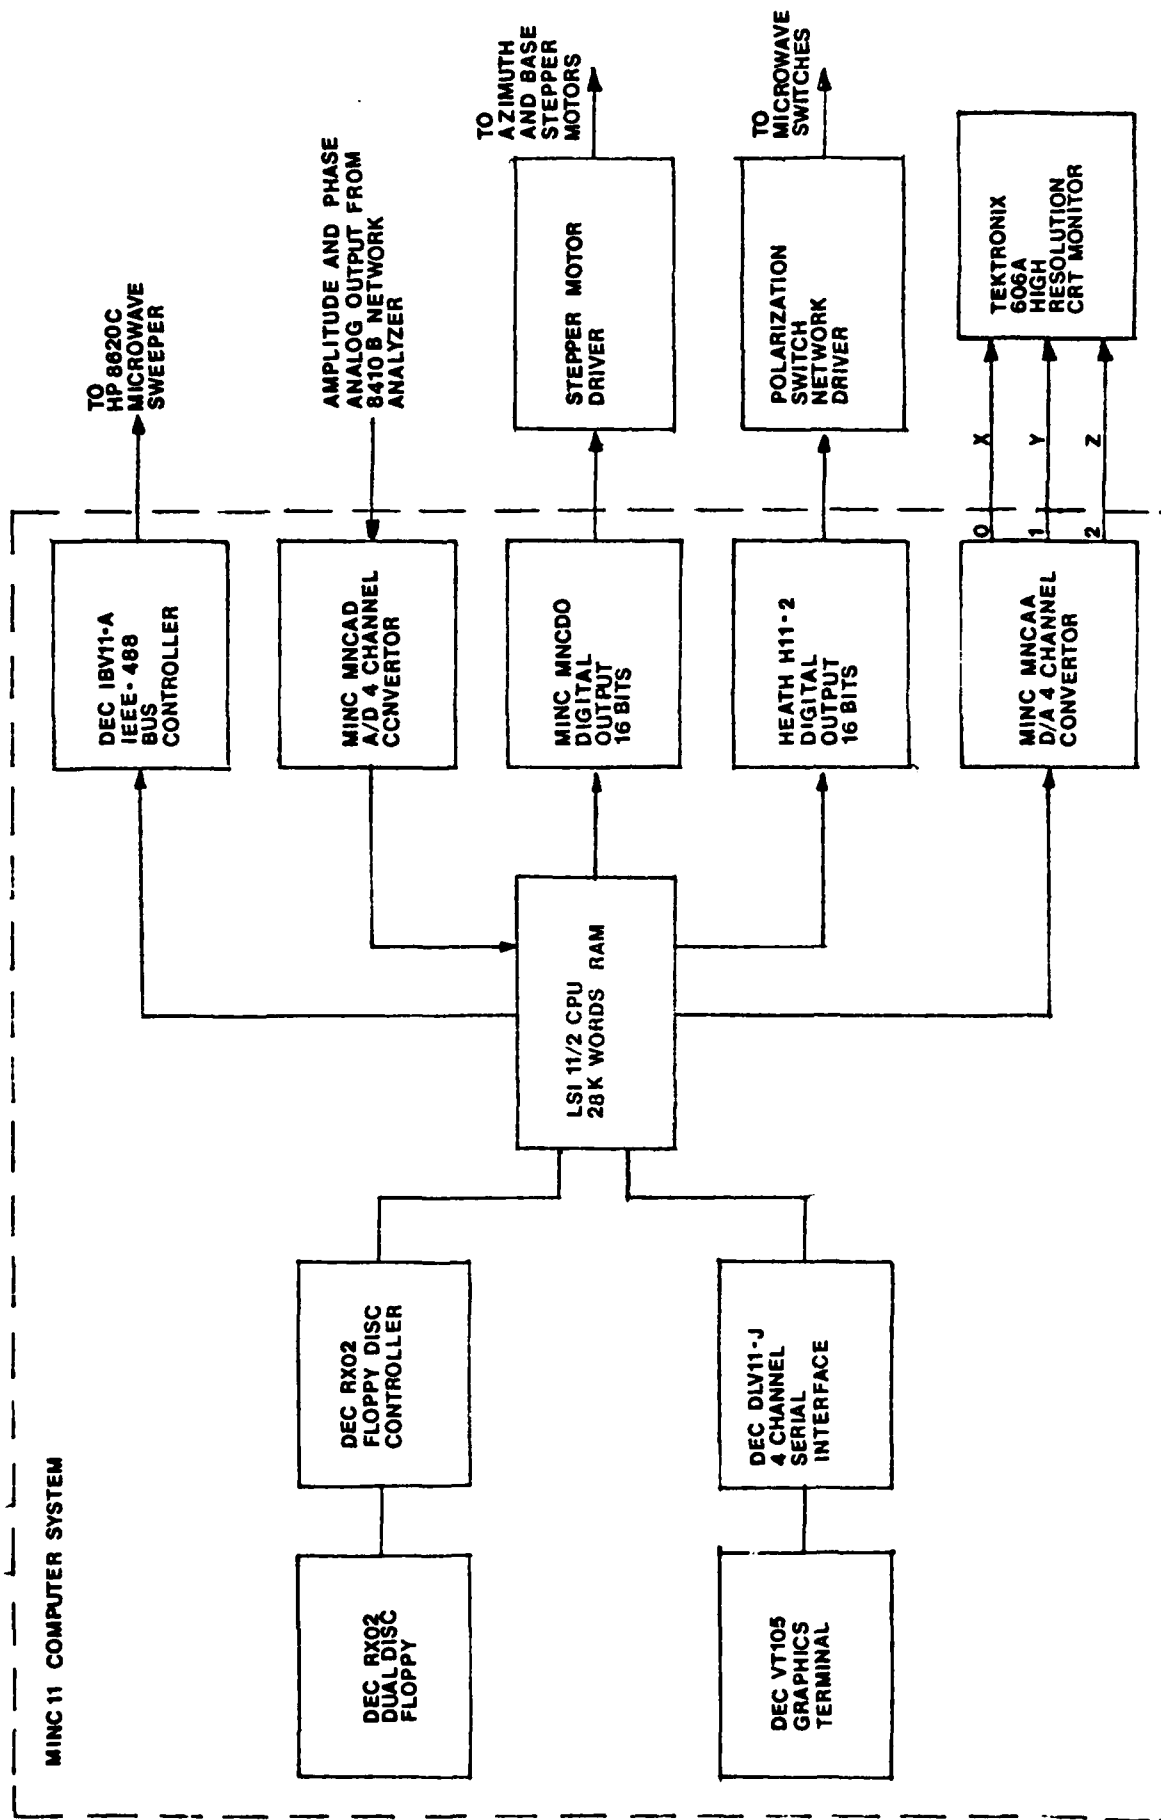 MINC 11 COMPUTER SYSTEM
DEC RX02
DUAL DISC
FLOPPY
DEC RX02
FLOPPY DISC
CONTROLLER
DEC VT105
GRAPHICS
TERMINAL
DEC DLV11-J
4 CHANNEL
SERIAL
INTERFACE
LSI 11/2 CPU
28K WORDS RAM
DEC IBV11-A
IEEE-488
BUS
CONTROLLER
TO
HP 8620C
MICROWAVE
SWEEPER
MINC MNCAD
A/D 4 CHANNEL
CONVERTOR
AMPLITUDE AND PHASE
ANALOG OUTPUT FROM
8410 B NETWORK
ANALYZER
MINC MNCDO
DIGITAL
OUTPUT
16 BITS
STEPPER MOTOR
DRIVER
TO
AZIMUTH
AND BASE
STEPPER
MOTORS
HEATH H11-2
DIGITAL
OUTPUT
16 BITS
POLARIZATION
SWITCH
NETWORK
DRIVER
TO
MICROWAVE
SWITCHES
MINC MNCAA
D/A 4 CHANNEL
CONVERTOR
0 X
1 Y
2 Z
TEKTRONIX
606A
HIGH
RESOLUTION
CRT MONITOR